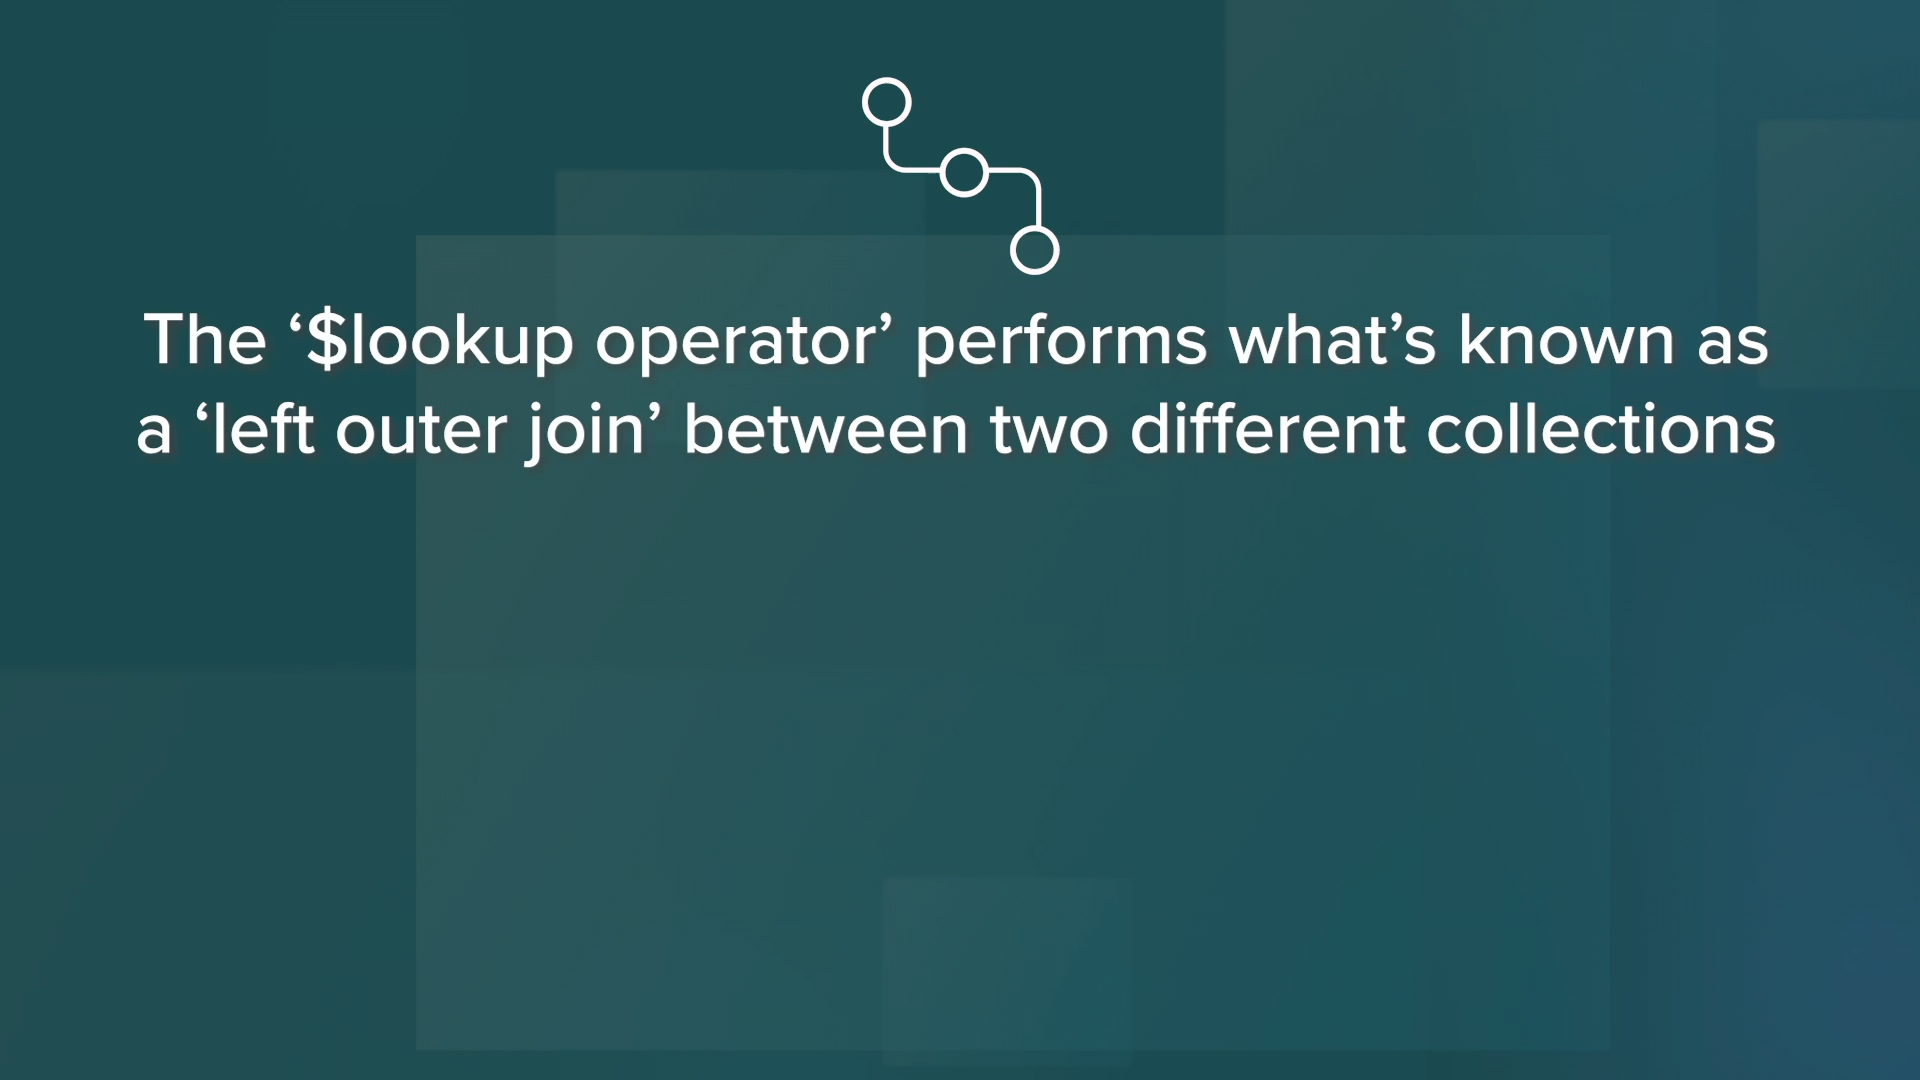 The ‘$lookup operator’ performs what’s known as
a ‘left outer join’ between two different collections